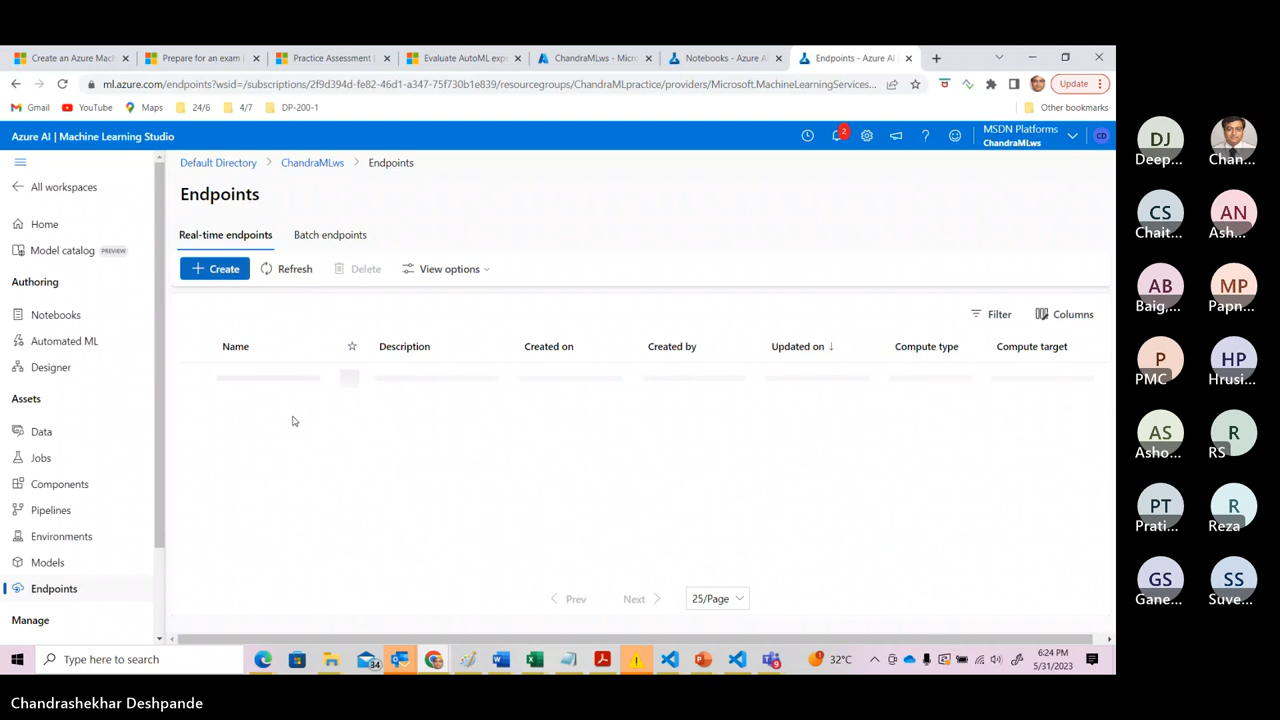 Create an Azure Mac
Prepare for an exam
Practice Assessment
Evaluate AutoML exp
ChandraMLws - Micro
Notebooks - Azure AI
Endpoints - Azure AI
ml.azure.com/endpoints?wsid=/subscriptions/2f9d394d-fe82-46d1-a347-75f730b1e839/resourcegroups/ChandraMLpractice/providers/Microsoft.MachineLearningServices...
Update
Gmail
YouTube
Maps
24/6
4/7
DP-200-1
Other bookmarks
Azure AI | Machine Learning Studio
2
MSDN Platforms
ChandraMLws
CD
All workspaces
Home
Model catalog PREVIEW
Authoring
Notebooks
Automated ML
Designer
Assets
Data
Jobs
Components
Pipelines
Environments
Models
Endpoints
Manage
Default Directory > ChandraMLws > Endpoints
Endpoints
Real-time endpoints
Batch endpoints
Create
Refresh
Delete
View options
Filter
Columns
Name
Description
Created on
Created by
Updated on ↓
Compute type
Compute target
Prev
Next
25/Page
Type here to search
34
9
32°C
6:24 PM
5/31/2023
DJ
Deep...
Chan...
CS
Chait...
AN
Ash...
AB
Baig,...
MP
Papn...
P
PMC
HP
Hrusi...
AS
Asho...
R
RS
PT
Prati...
R
Reza
GS
Gane...
SS
Suve...
Chandrashekhar Deshpande